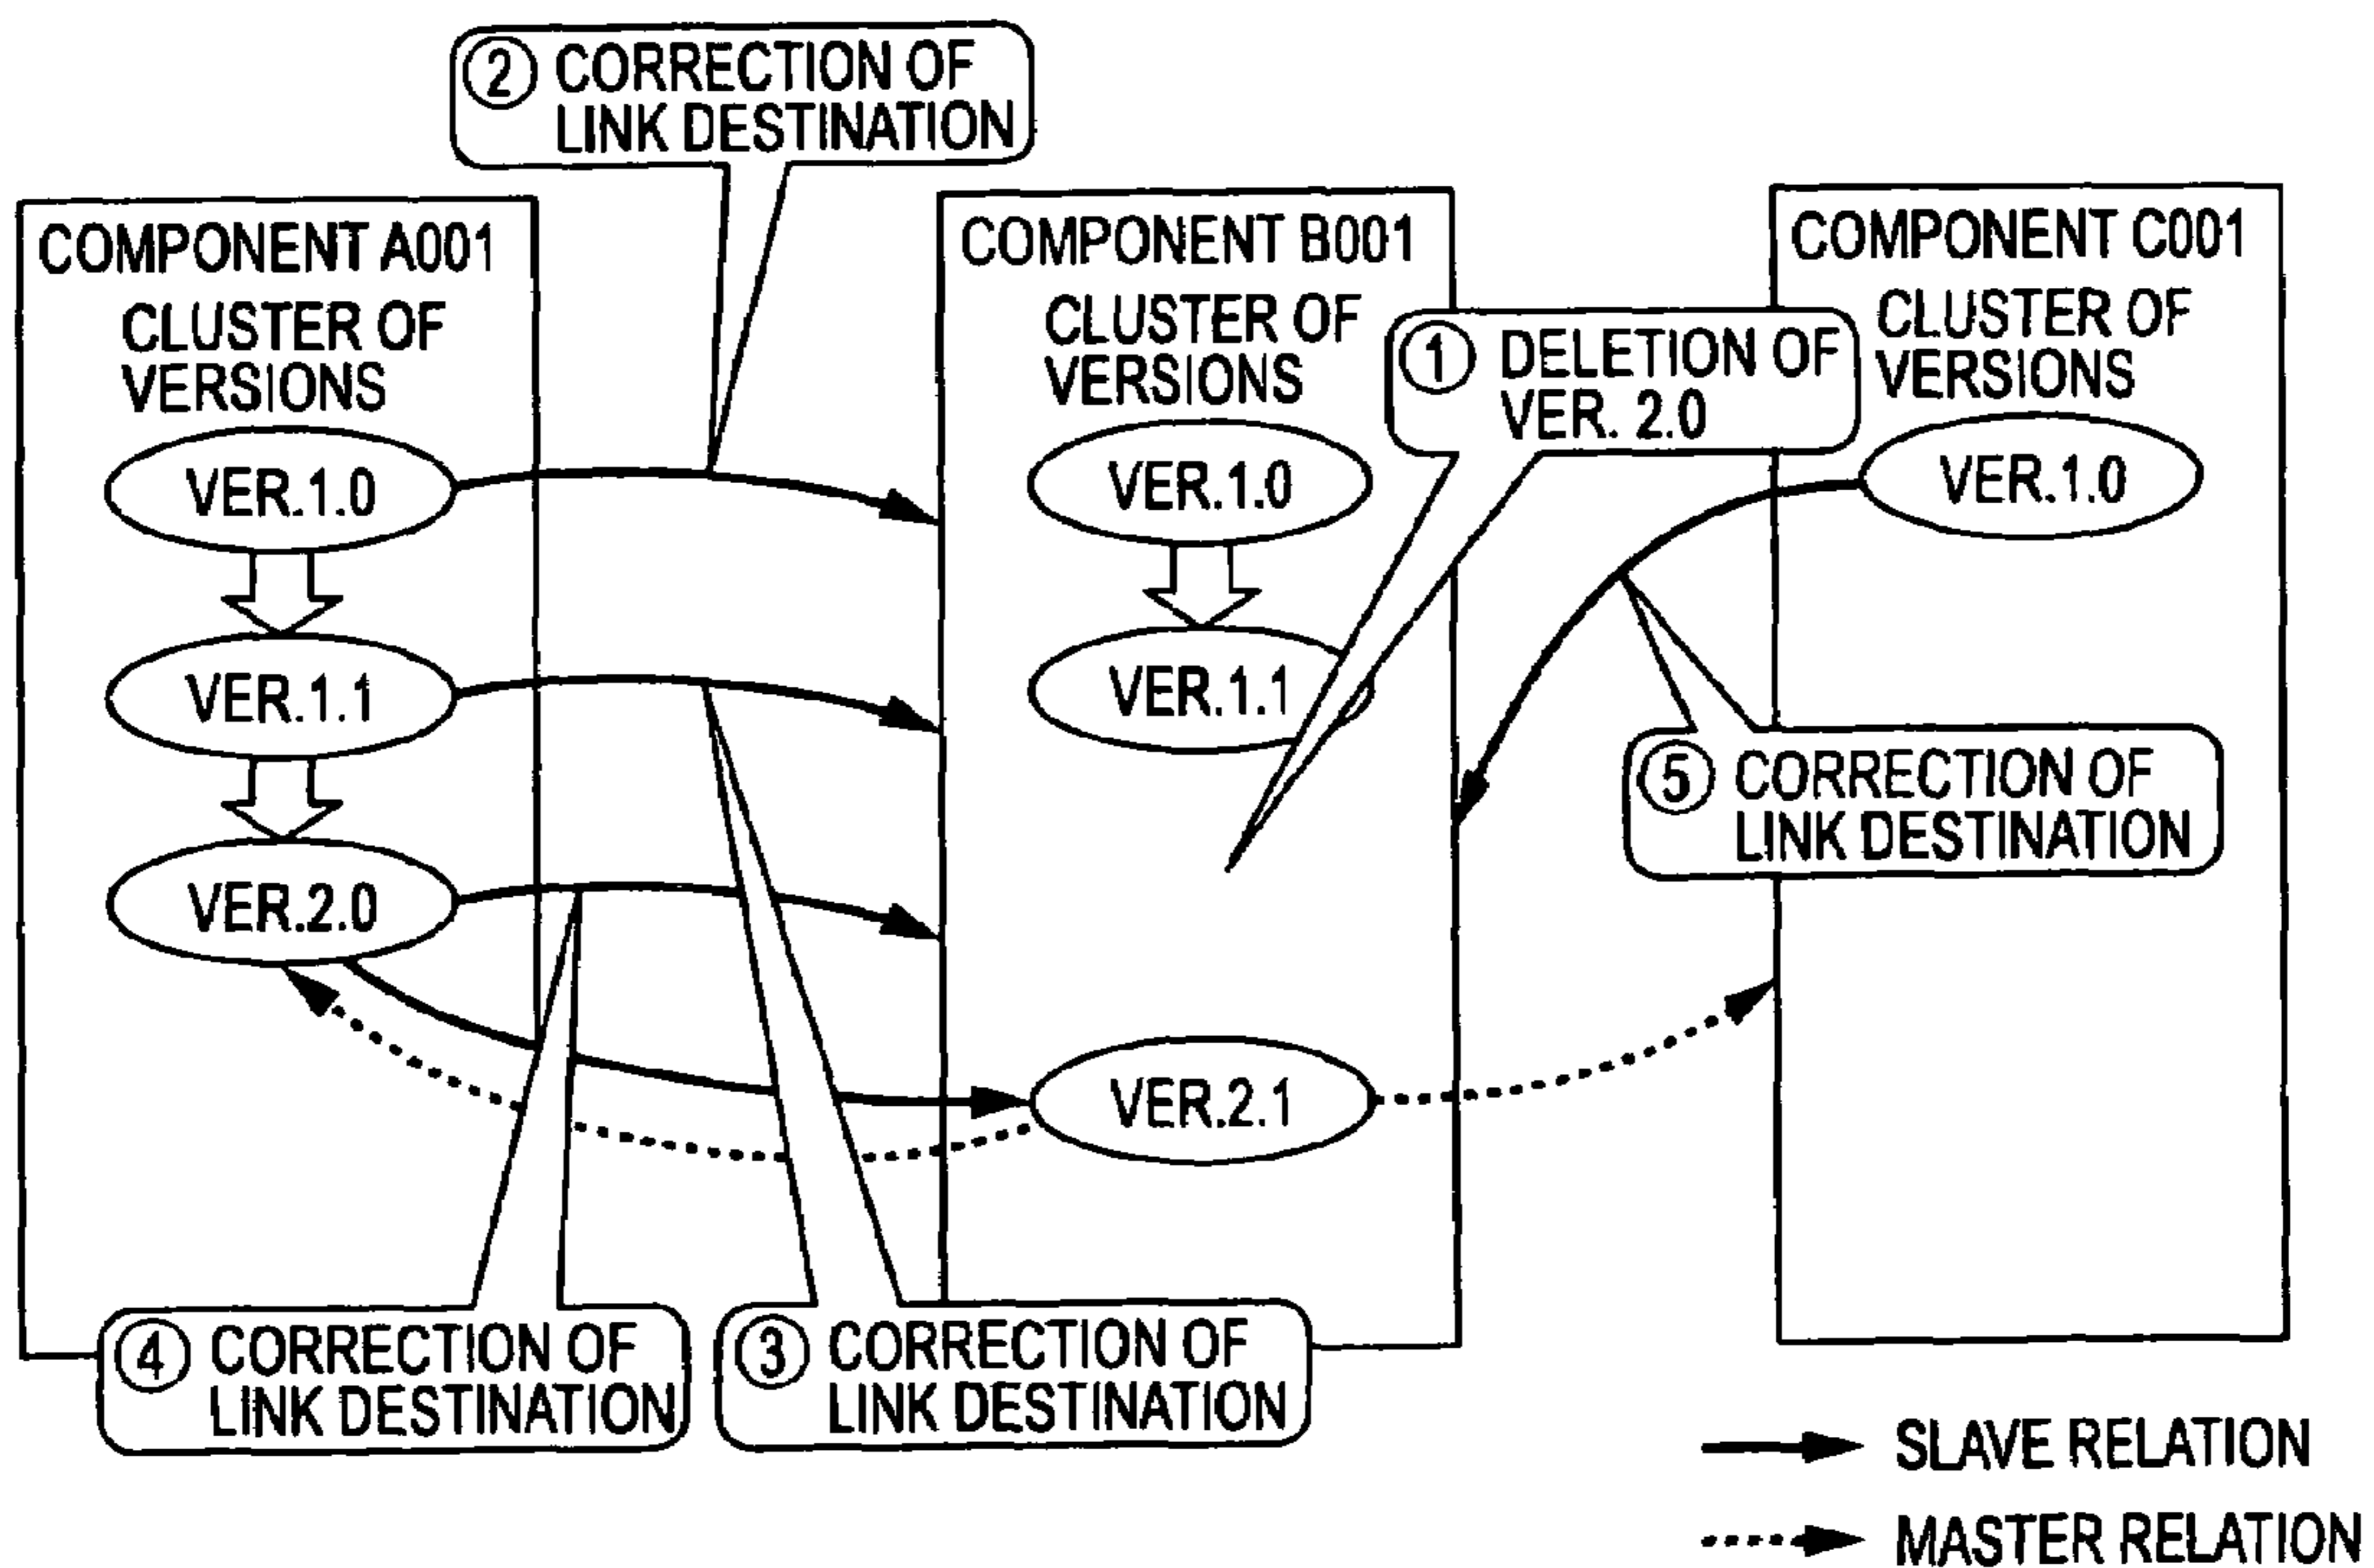 ② CORRECTION OF
LINK DESTINATION
COMPONENT A001
CLUSTER OF
VERSIONS
VER.1.0
VER.1.1
VER.2.0
COMPONENT B001
CLUSTER OF
VERSIONS
VER.1.0
VER.1.1
VER.2.1
① DELETION OF
VER. 2.0
COMPONENT C001
CLUSTER OF
VERSIONS
VER.1.0
⑤ CORRECTION OF
LINK DESTINATION
④ CORRECTION OF
LINK DESTINATION
③ CORRECTION OF
LINK DESTINATION
SLAVE RELATION
MASTER RELATION